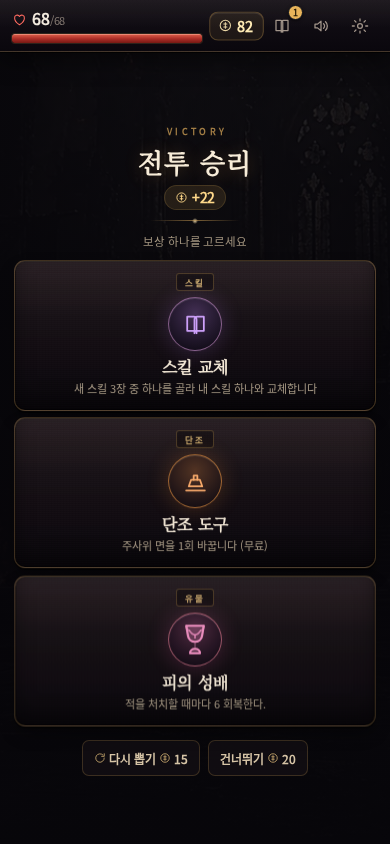 68/68
82
1
VICTORY
전투 승리
+22
보상 하나를 고르세요
스킬
스킬 교체
새 스킬 3장 중 하나를 골라 내 스킬 하나와 교체합니다
단조
단조 도구
주사위 면을 1회 바꿉니다 (무료)
유물
피의 성배
적을 처치할 때마다 6 회복한다.
다시 뽑기 15
건너뛰기 20